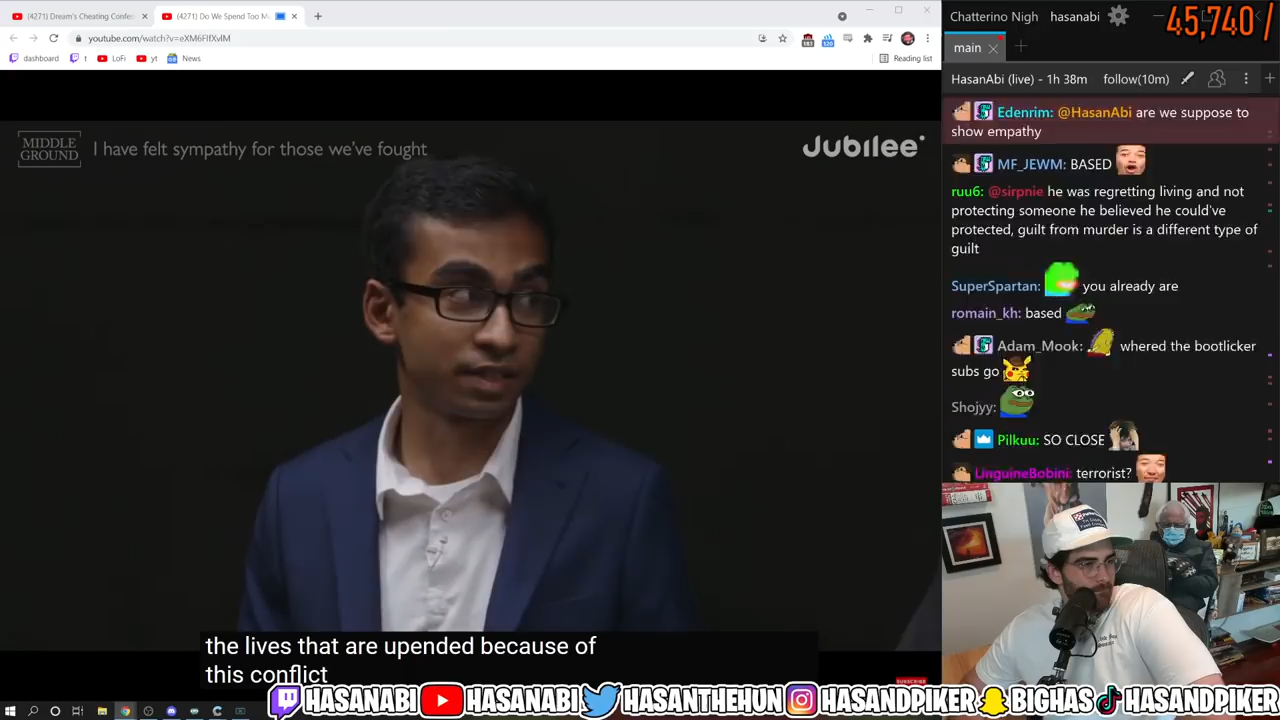 (4271) Dream's Cheating Confes
(4271) Do We Spend Too M
youtube.com/watch?v=eXM6FIfXvlM
dashboard
t
LoFi
yt
News
Reading list
MIDDLE
GROUND
I have felt sympathy for those we've fought
Jubilee
the lives that are upended because of
this conflict
SUBSCRIBE
Chatterino Nigh
hasanabi
45,740 /
main
HasanAbi (live) - 1h 38m
follow(10m)
Edenrim: @HasanAbi are we suppose to
show empathy
MF_JEWM: BASED
ruu6: @sirpnie he was regretting living and not
protecting someone he believed he could've
protected, guilt from murder is a different type of
guilt
SuperSpartan: you already are
romain_kh: based
Adam_Mook: whered the bootlicker
subs go
Shojyy:
Pilkuu: SO CLOSE
LinguineBobini: terrorist?
HASANABI
HASANABI
HASANTHEHUN
HASANDPIKER
BIGHAS
HASANDPIKER